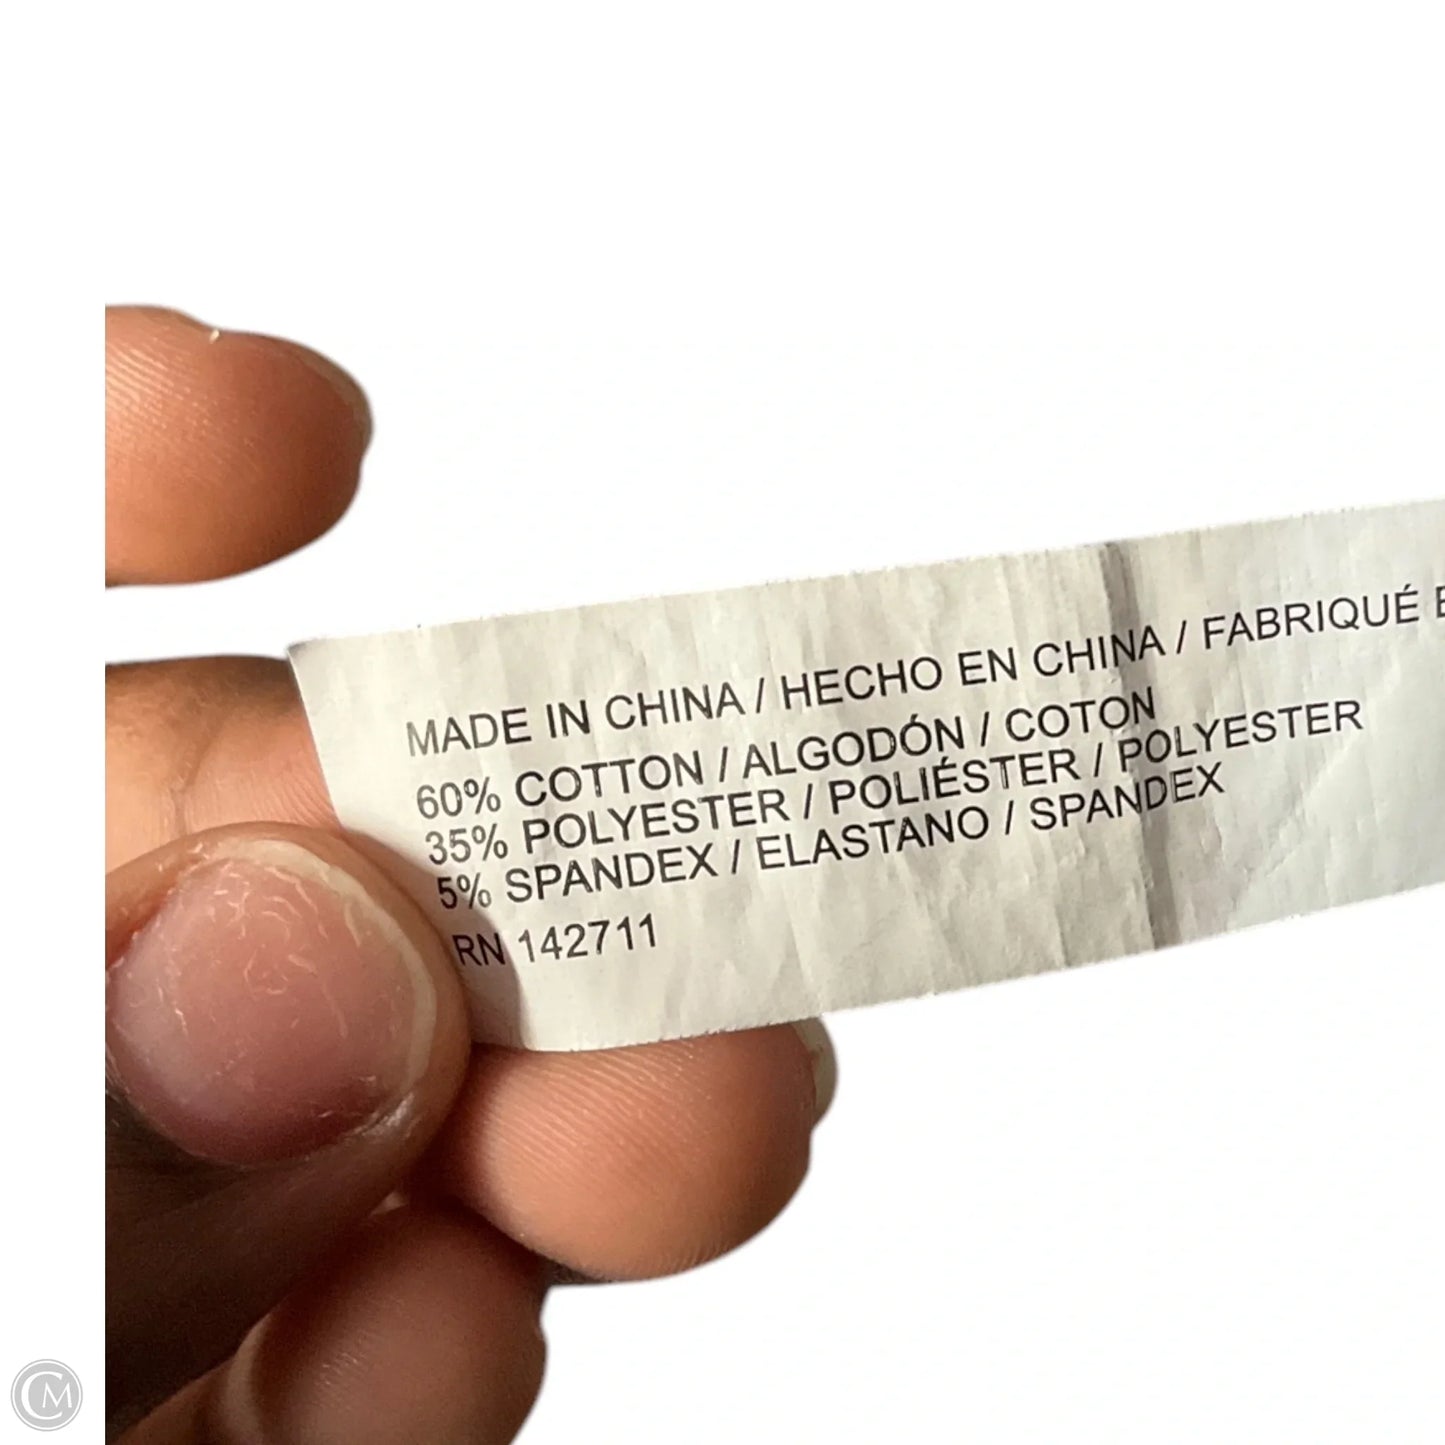 MADE IN CHINA / HECHO EN CHINA / FABRIQUÉ
60% COTTON / ALGODÓN / COTON
35% POLYESTER / POLIÉSTER / POLYESTER
5% SPANDEX / ELASTANO / SPANDEX
RN 142711
CM